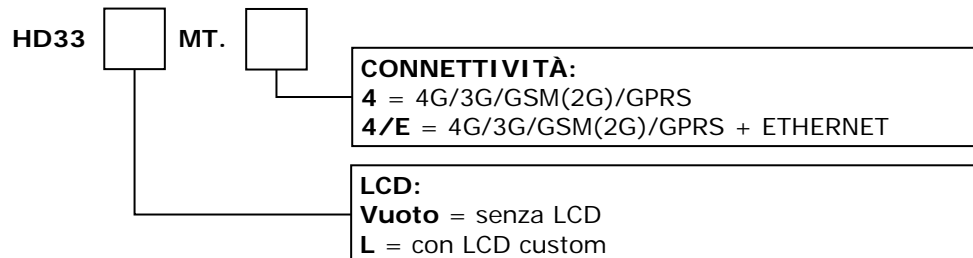 HD33 MT.
CONNETTIVITÀ:
4 = 4G/3G/GSM(2G)/GPRS
4/E = 4G/3G/GSM(2G)/GPRS + ETHERNET
LCD:
Vuoto = senza LCD
L = con LCD custom